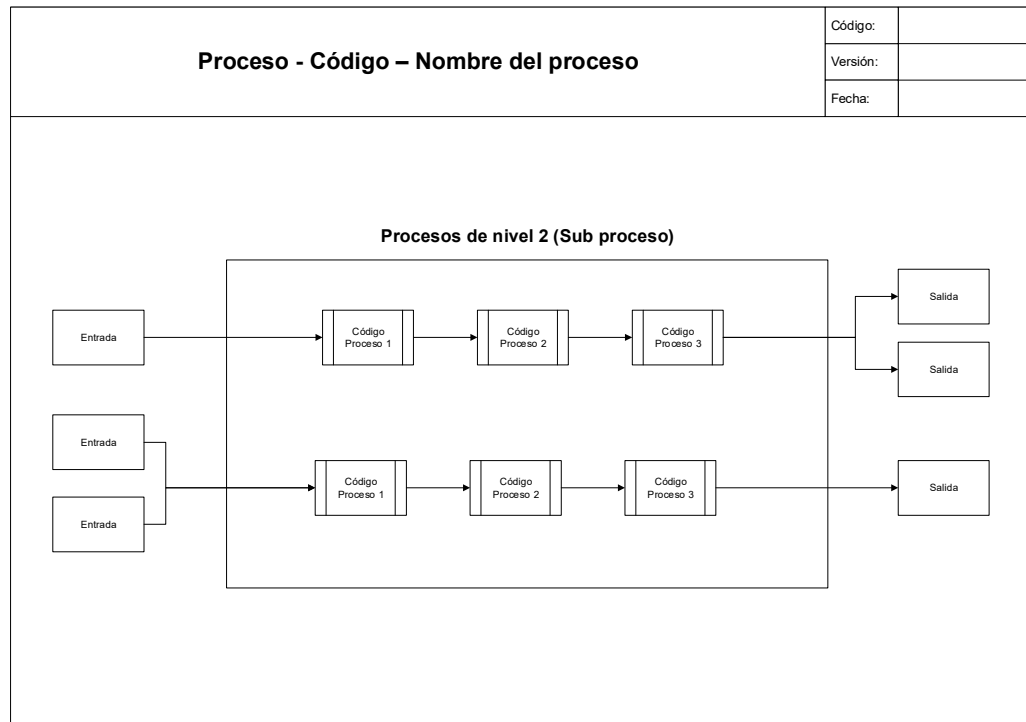 Proceso - Código – Nombre del proceso
Código:
Versión:
Fecha:
Procesos de nivel 2 (Sub proceso)
Entrada
Código
Proceso 1
Código
Proceso 2
Código
Proceso 3
Salida
Salida
Entrada
Entrada
Código
Proceso 1
Código
Proceso 2
Código
Proceso 3
Salida